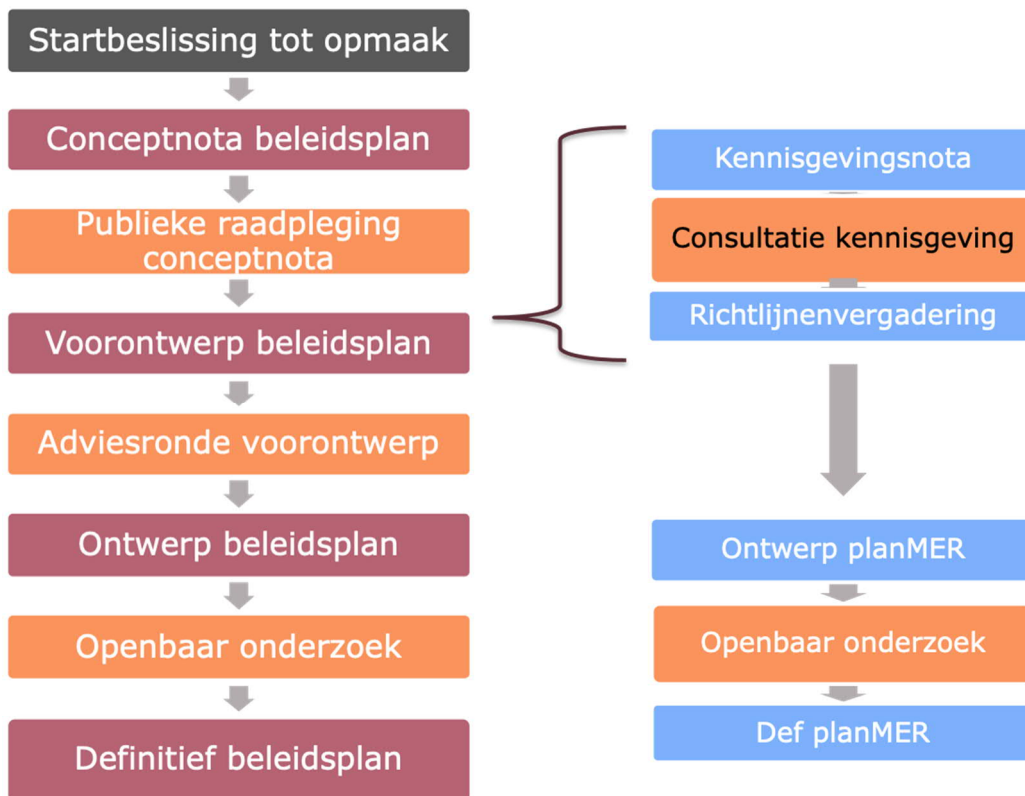 Startbeslissing tot opmaak
Conceptnota beleidsplan
Publieke raadpleging
conceptnota
Voorontwerp beleidsplan
Adviesronde voorontwerp
Ontwerp beleidsplan
Openbaar onderzoek
Definitief beleidsplan
Kennisgevingsnota
Consultatie kennisgeving
Richtlijnenvergadering
Ontwerp planMER
Openbaar onderzoek
Def planMER